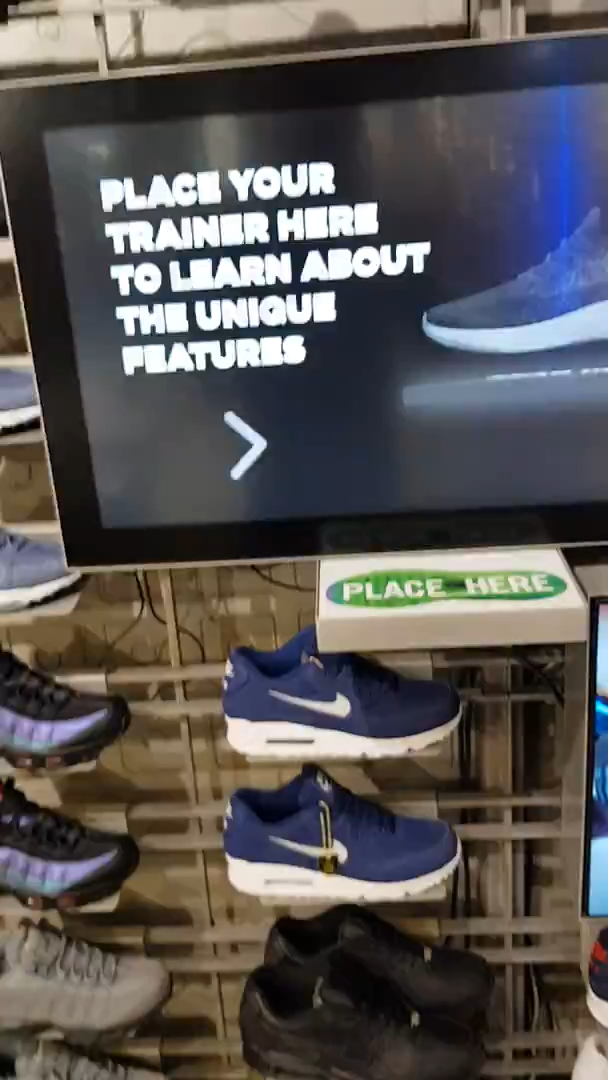 PLACE YOUR
TRAINER HERE
TO LEARN ABOUT
THE UNIQUE
FEATURES
PLACE HERE